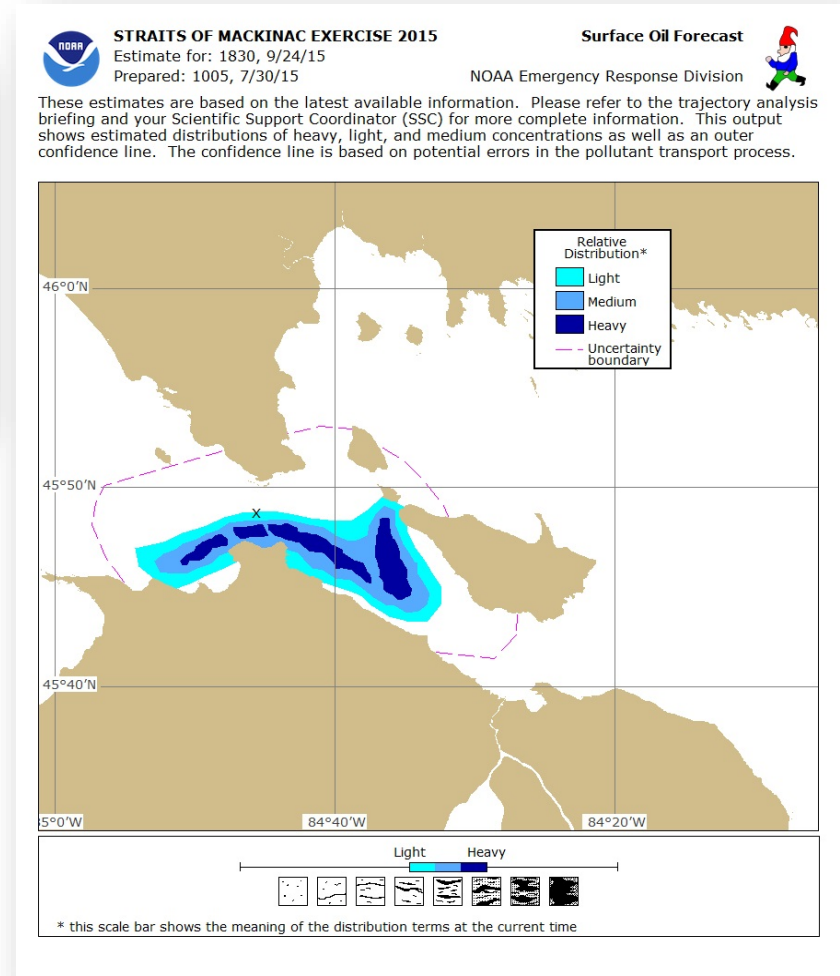 NOAA
STRAITS OF MACKINAC EXERCISE 2015
Estimate for: 1830, 9/24/15
Prepared: 1005, 7/30/15
Surface Oil Forecast
NOAA Emergency Response Division
These estimates are based on the latest available information. Please refer to the trajectory analysis
briefing and your Scientific Support Coordinator (SSC) for more complete information. This output
shows estimated distributions of heavy, light, and medium concentrations as well as an outer
confidence line. The confidence line is based on potential errors in the pollutant transport process.
Relative
Distribution*
Light
Medium
Heavy
Uncertainty
boundary
46°0'N
45°50'N
X
45°40'N
5°0'W
84°40'W
84°20'W
Light Heavy
* this scale bar shows the meaning of the distribution terms at the current time